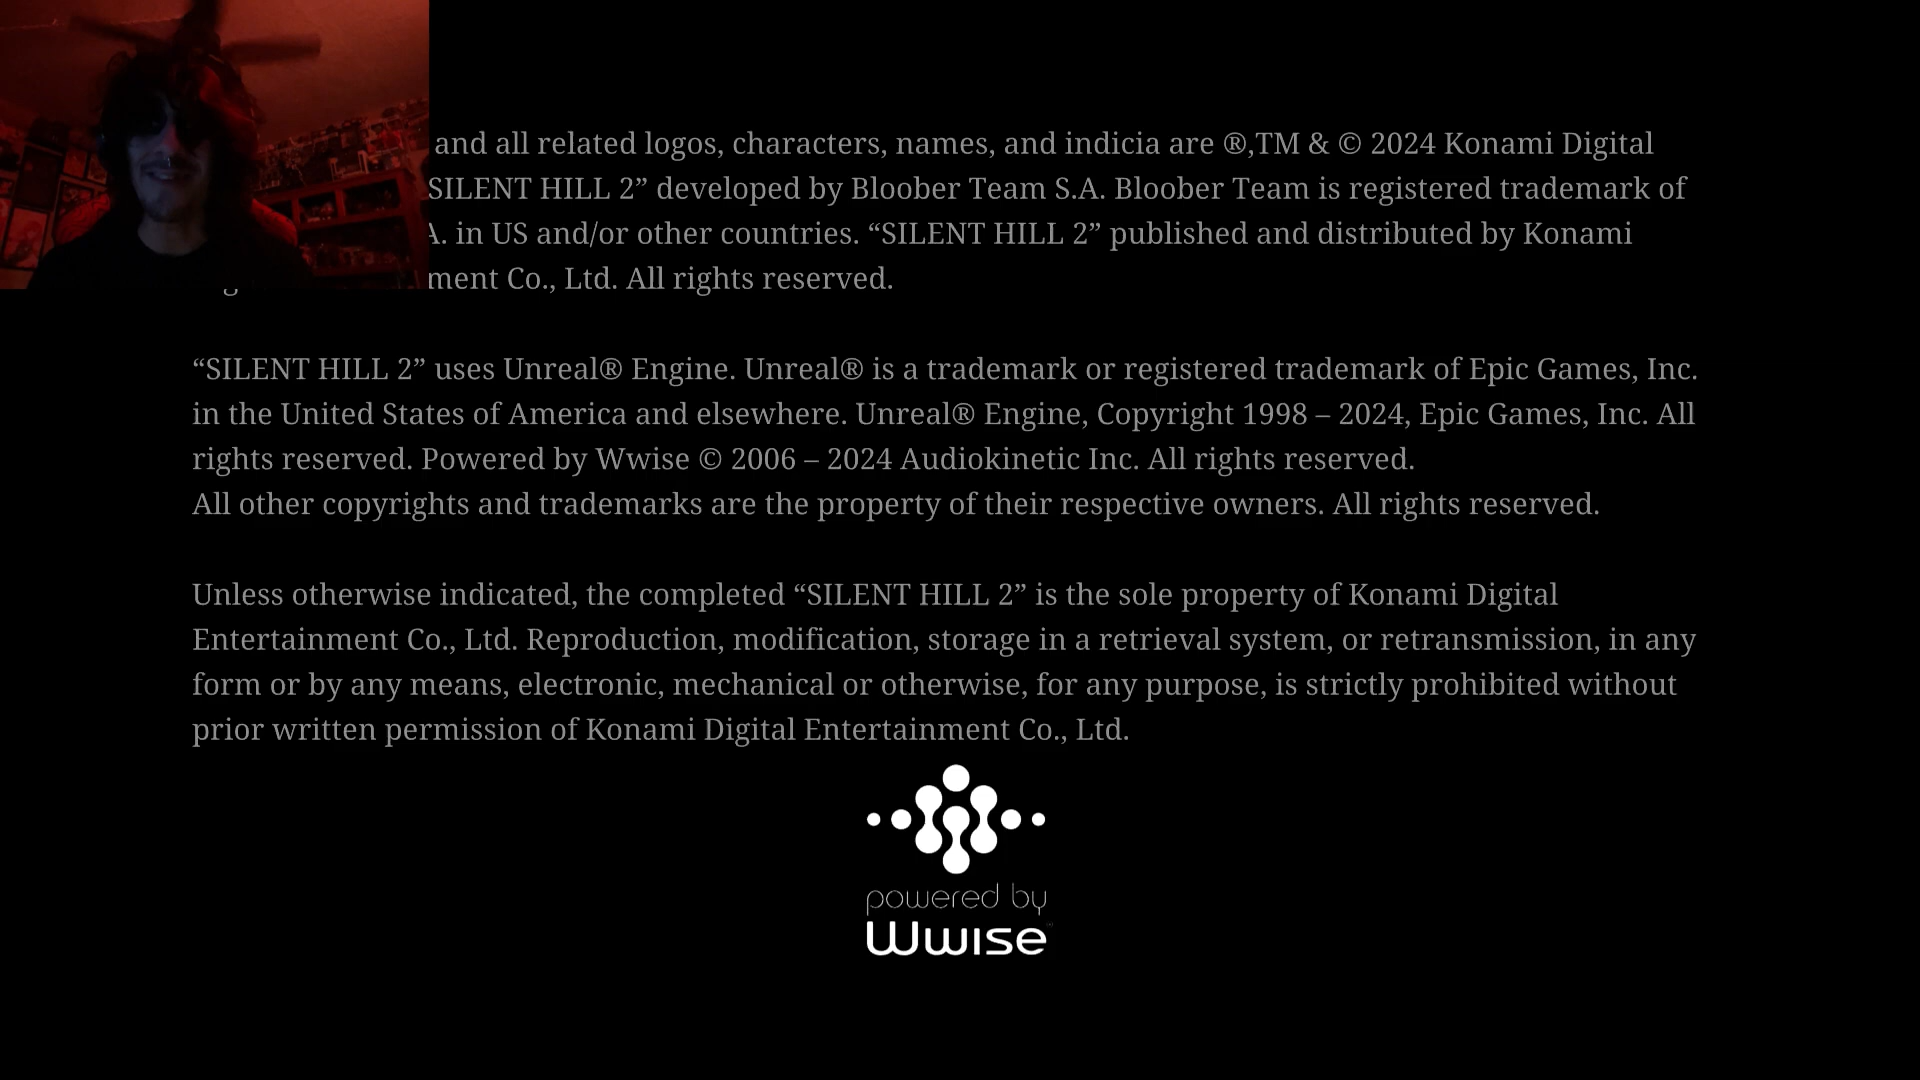 and all related logos, characters, names, and indicia are ®,TM & © 2024 Konami Digital
SILENT HILL 2” developed by Bloober Team S.A. Bloober Team is registered trademark of
A. in US and/or other countries. “SILENT HILL 2” published and distributed by Konami
ment Co., Ltd. All rights reserved.
“SILENT HILL 2” uses Unreal® Engine. Unreal® is a trademark or registered trademark of Epic Games, Inc.
in the United States of America and elsewhere. Unreal® Engine, Copyright 1998 – 2024, Epic Games, Inc. All
rights reserved. Powered by Wwise © 2006 – 2024 Audiokinetic Inc. All rights reserved.
All other copyrights and trademarks are the property of their respective owners. All rights reserved.
Unless otherwise indicated, the completed “SILENT HILL 2” is the sole property of Konami Digital
Entertainment Co., Ltd. Reproduction, modification, storage in a retrieval system, or retransmission, in any
form or by any means, electronic, mechanical or otherwise, for any purpose, is strictly prohibited without
prior written permission of Konami Digital Entertainment Co., Ltd.
powered by
Wwise